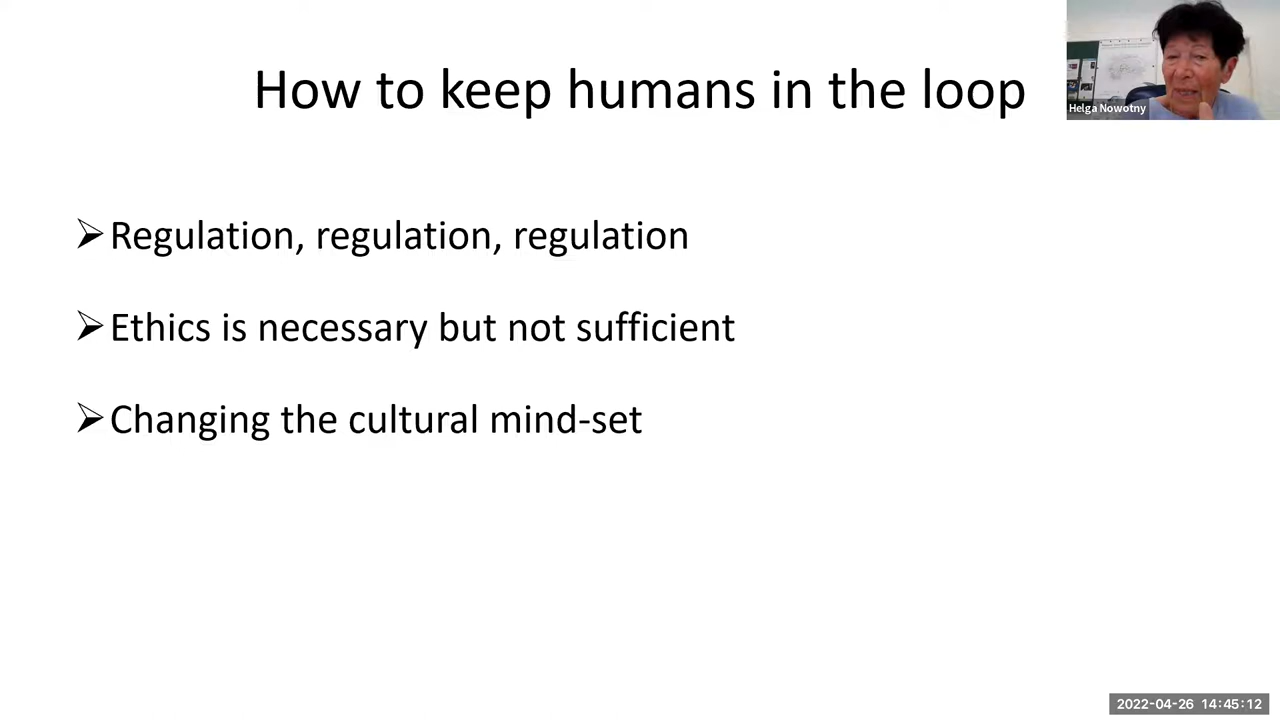 How to keep humans in the loop
Helga Nowotny
➢Regulation, regulation, regulation
➢Ethics is necessary but not sufficient
➢Changing the cultural mind-set
2022-04-26 14:45:12